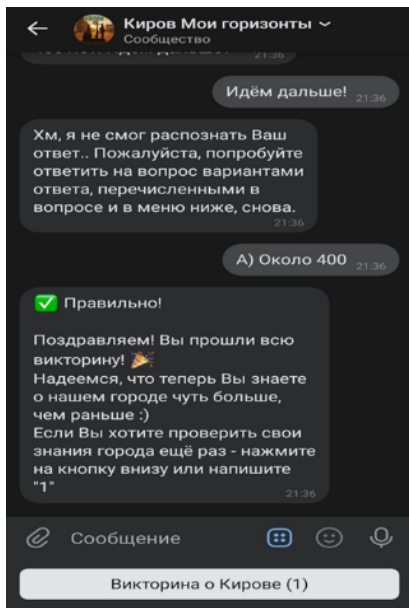 Киров Мои горизонты
Сообщество
21:36
Идём дальше! 21:36
Хм, я не смог распознать Ваш
ответ.. Пожалуйста, попробуйте
ответить на вопрос вариантами
ответа, перечисленными в
вопросе и в меню ниже, снова.
21:36
А) Около 400 21:36
✅ Правильно!
Поздравляем! Вы прошли всю
викторину! 🎉
Надеемся, что теперь Вы знаете
о нашем городе чуть больше,
чем раньше :)
Если Вы хотите проверить свои
знания города ещё раз - нажмите
на кнопку внизу или напишите
"1"
21:36
Сообщение
Викторина о Кирове (1)